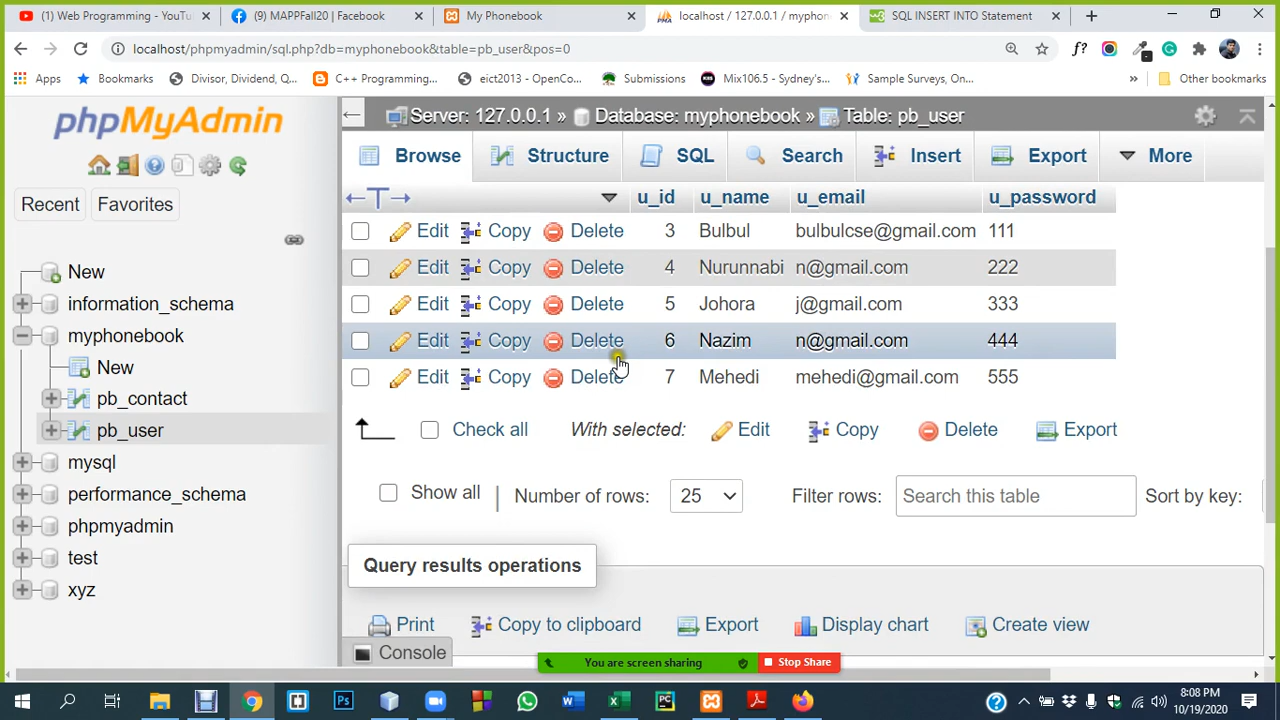 (1) Web Programming - YouTu
(9) MAPPFall20 | Facebook
My Phonebook
localhost / 127.0.0.1 / mypho
SQL INSERT INTO Statement
localhost/phpmyadmin/sql.php?db=myphonebook&table=pb_user&pos=0
Apps
Bookmarks
Divisor, Dividend, Q...
C++ Programming...
eict2013 - OpenCo...
Submissions
Mix106.5 - Sydney's...
Sample Surveys, On...
Other bookmarks
phpMyAdmin
Recent
Favorites
New
information_schema
myphonebook
New
pb_contact
pb_user
mysql
performance_schema
phpmyadmin
test
xyz
Server: 127.0.0.1 » Database: myphonebook » Table: pb_user
Browse Structure SQL Search Insert Export More
u_id u_name u_email u_password
Edit Copy Delete 3 Bulbul bulbulcse@gmail.com 111
Edit Copy Delete 4 Nurunnabi n@gmail.com 222
Edit Copy Delete 5 Johora j@gmail.com 333
Edit Copy Delete 6 Nazim n@gmail.com 444
Edit Copy Delete 7 Mehedi mehedi@gmail.com 555
Check all With selected: Edit Copy Delete Export
Show all Number of rows: 25 Filter rows: Search this table Sort by key:
Query results operations
Print Copy to clipboard Export Display chart Create view
Console
You are screen sharing Stop Share
8:08 PM
10/19/2020